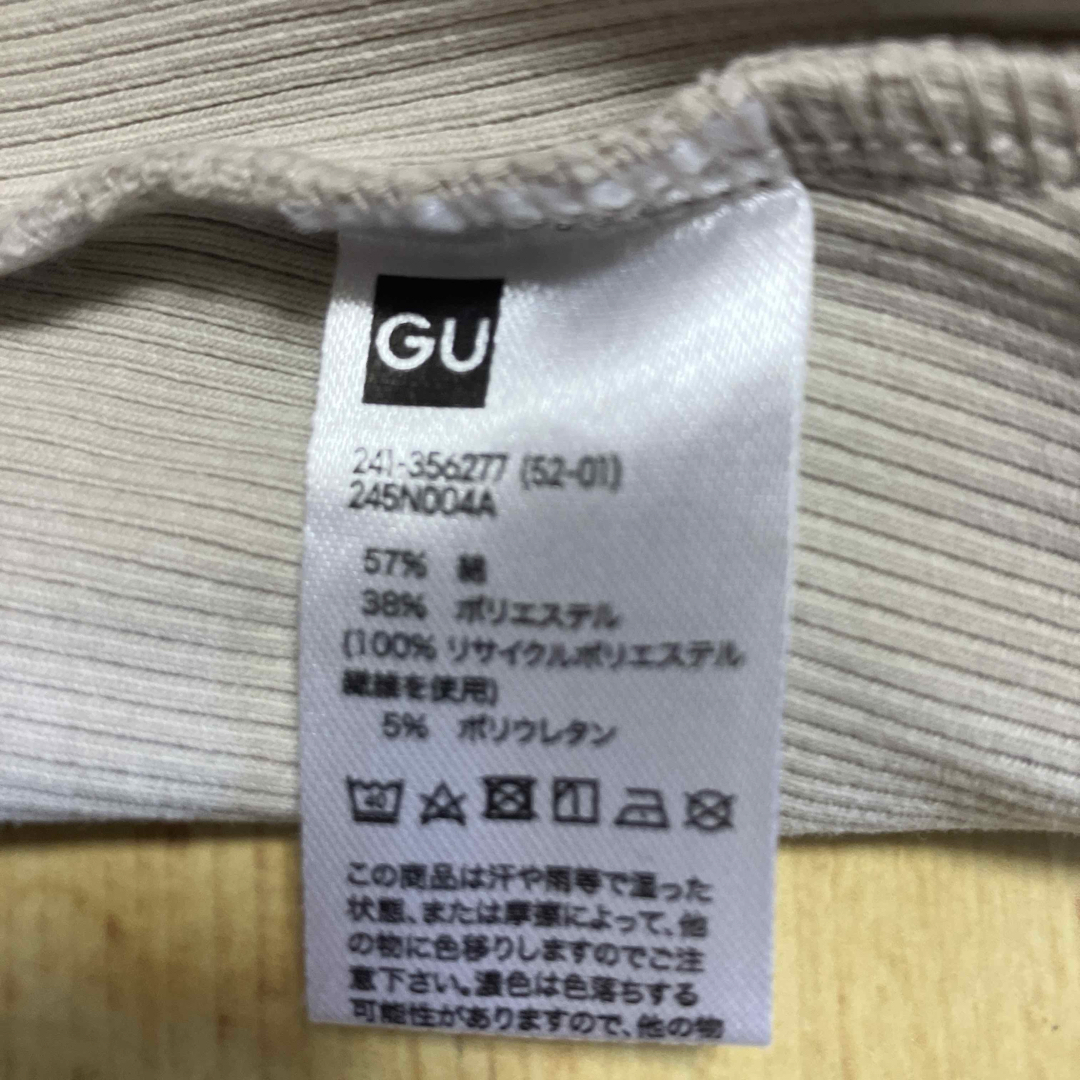 GU
241-356277 (52-01)
245N004A
57% 綿
38% ポリエステル
(100% リサイクルポリエステル
繊維を使用)
5% ポリウレタン
40
この商品は汗や雨等で湿った
状態、または摩擦によって、他
の物に色移りしますのでご注
意下さい。濃色は色落ちする
可能性がありますので、他の物